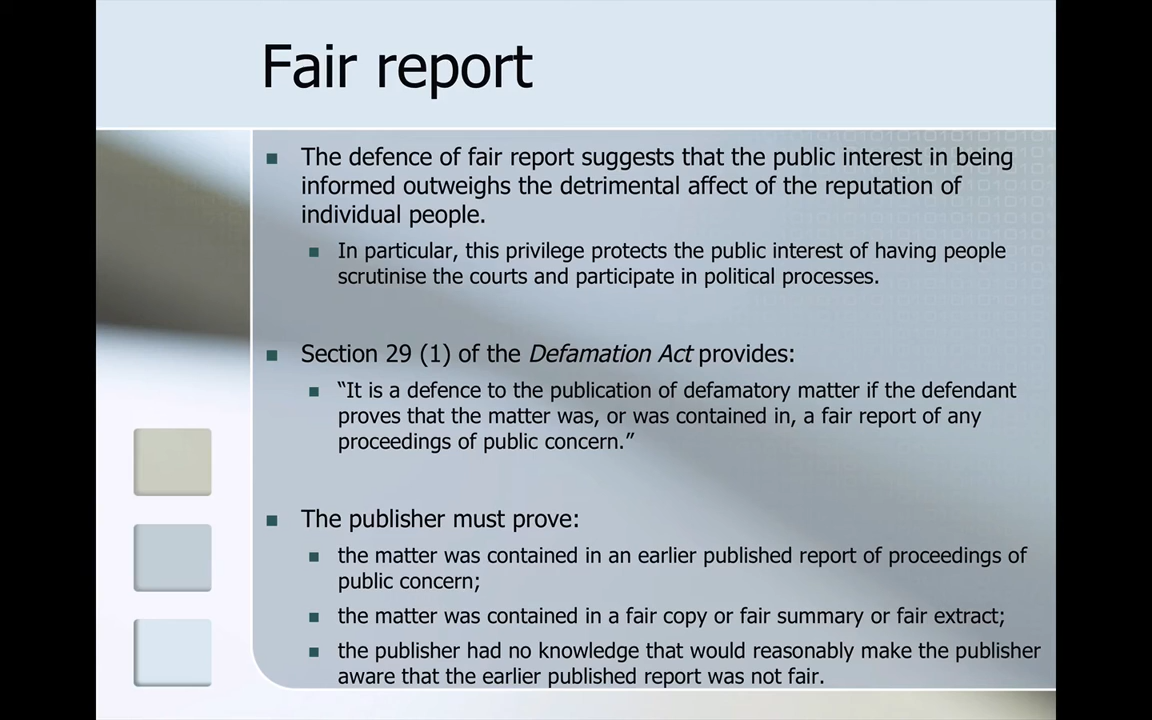 Fair report
The defence of fair report suggests that the public interest in being
informed outweighs the detrimental affect of the reputation of
individual people.
In particular, this privilege protects the public interest of having people
scrutinise the courts and participate in political processes.
Section 29 (1) of the Defamation Act provides:
“It is a defence to the publication of defamatory matter if the defendant
proves that the matter was, or was contained in, a fair report of any
proceedings of public concern.”
The publisher must prove:
the matter was contained in an earlier published report of proceedings of
public concern;
the matter was contained in a fair copy or fair summary or fair extract;
the publisher had no knowledge that would reasonably make the publisher
aware that the earlier published report was not fair.